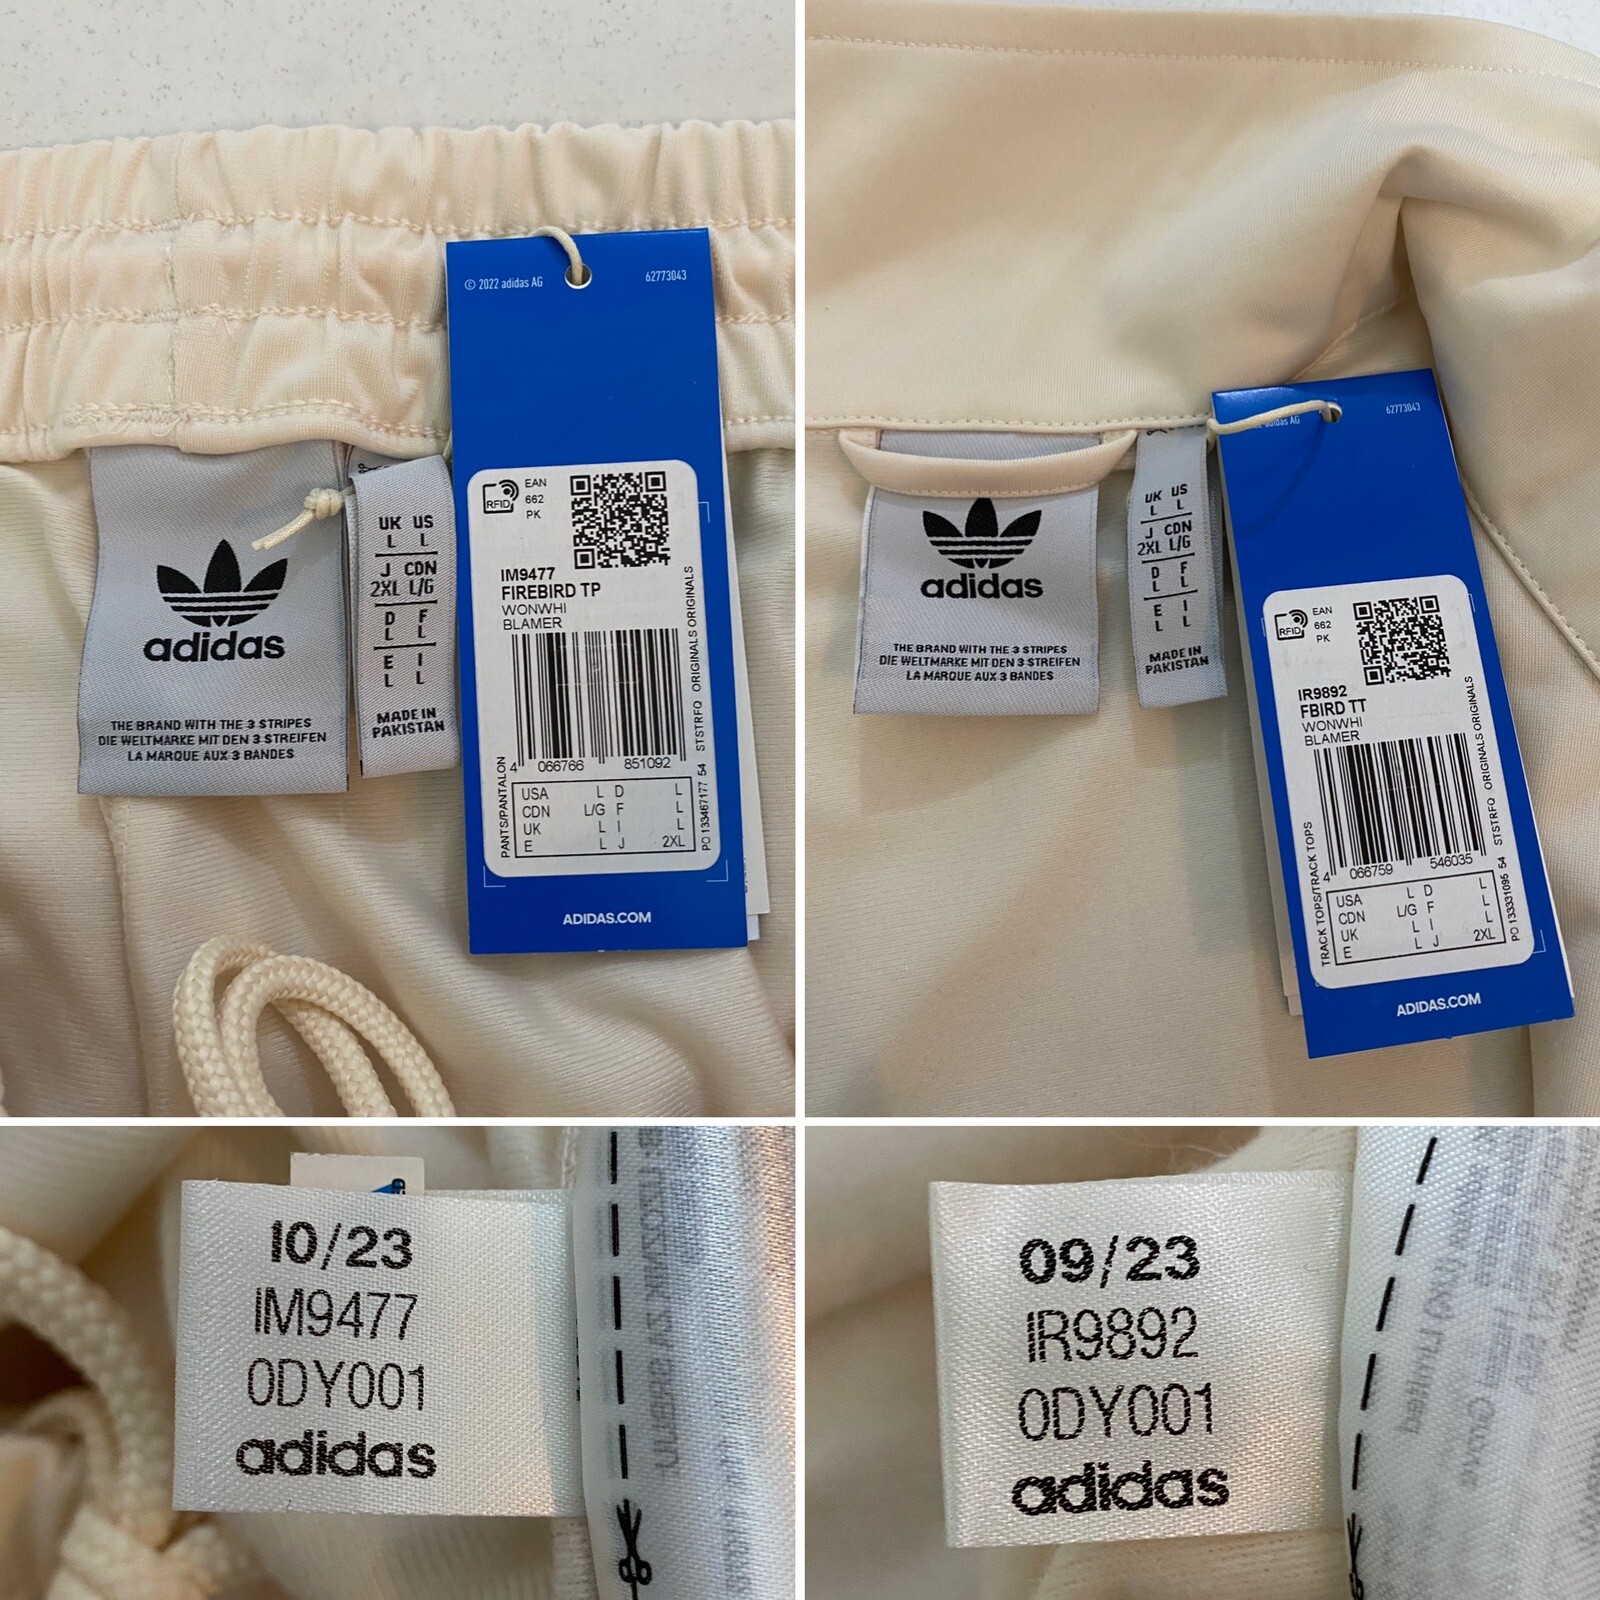 © 2022 adidas AG
62773043
RFID
EAN
662
PK
IM9477
FIREBIRD TP
WONWHI
BLAMER
4 066766 851092
USA L D L
CDN L/G F L
UK L I L
E L J 2XL
PANTS/PANTALON
PO 133467177 54 STSTRFQ ORIGINALS ORIGINALS
ADIDAS.COM
adidas
THE BRAND WITH THE 3 STRIPES
DIE WELTMARKE MIT DEN 3 STREIFEN
LA MARQUE AUX 3 BANDES
UK US
L L
J CDN
2XL L/G
D F
L L
E I
L L
MADE IN
PAKISTAN
adidas AG
62773043
RFID
EAN
662
PK
IR9892
FBIRD TT
WONWHI
BLAMER
4 066759 546035
USA L D L
CDN L/G F L
UK L I L
E L J 2XL
TRACK TOPS/TRACK TOPS
PO 133331095 54 STSTRFQ ORIGINALS ORIGINALS
ADIDAS.COM
adidas
THE BRAND WITH THE 3 STRIPES
DIE WELTMARKE MIT DEN 3 STREIFEN
LA MARQUE AUX 3 BANDES
UK US
L L
J CDN
2XL L/G
D F
L L
E I
L L
MADE IN
PAKISTAN
10/23
IM9477
0DY001
adidas
09/23
IR9892
0DY001
adidas